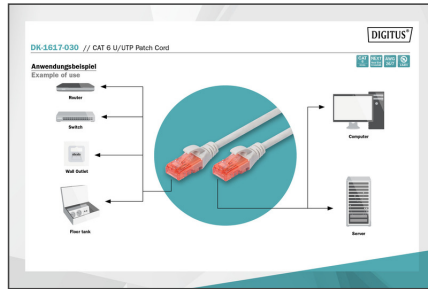 DIGITUS®
DK-1617-030 // CAT 6 U/UTP Patch Cord
Anwendungsbeispiel
Example of use
CAT
Router
Switch
Wall Outlet
Floor tank
Computer
Server